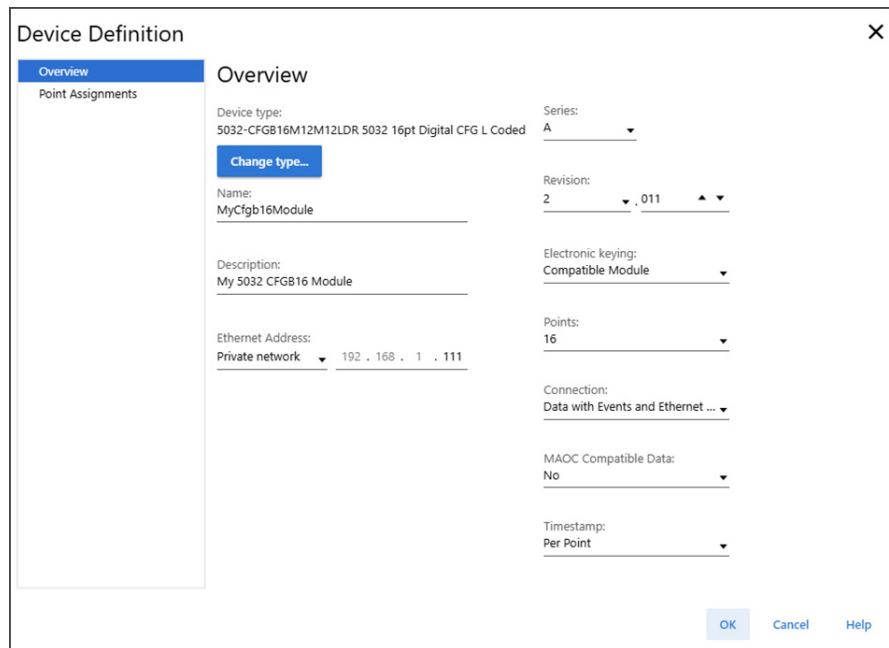 Device Definition
Overview
Point Assignments
Overview
Device type:
5032-CFGB16M12M12LDR 5032 16pt Digital CFG L Coded
Change type...
Name:
MyCfgb16Module
Description:
My 5032 CFGB16 Module
Ethernet Address:
Private network 192 . 168 . 1 . 111
Series:
A
Revision:
2 . 011
Electronic keying:
Compatible Module
Points:
16
Connection:
Data with Events and Ethernet ...
MAOC Compatible Data:
No
Timestamp:
Per Point
OK Cancel Help